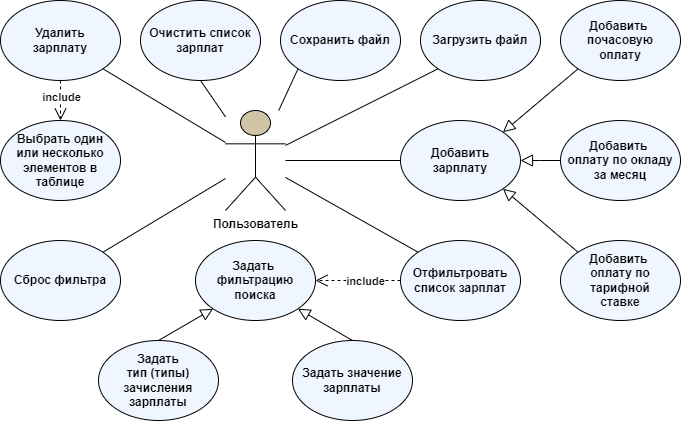 Удалить
зарплату
Очистить список
зарплат
Сохранить файл
Загрузить файл
Добавить
почасовую
оплату
include
Выбрать один
или несколько
элементов в
таблице
Добавить
зарплату
Добавить
оплату по окладу
за месяц
Пользователь
Сброс фильтра
Задать
фильтрацию
поиска
include
Отфильтровать
список зарплат
Добавить
оплату по
тарифной
ставке
Задать
тип (типы)
зачисления
зарплаты
Задать значение
зарплаты